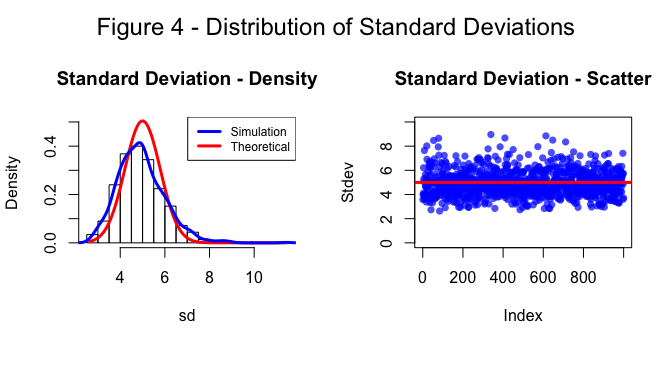 Figure 4 - Distribution of Standard Deviations
Standard Deviation - Density
Density
0.0 0.2 0.4
Simulation
Theoretical
4 6 8 10
sd
Standard Deviation - Scatter
Stdev
0 2 4 6 8
0 200 400 600 800
Index